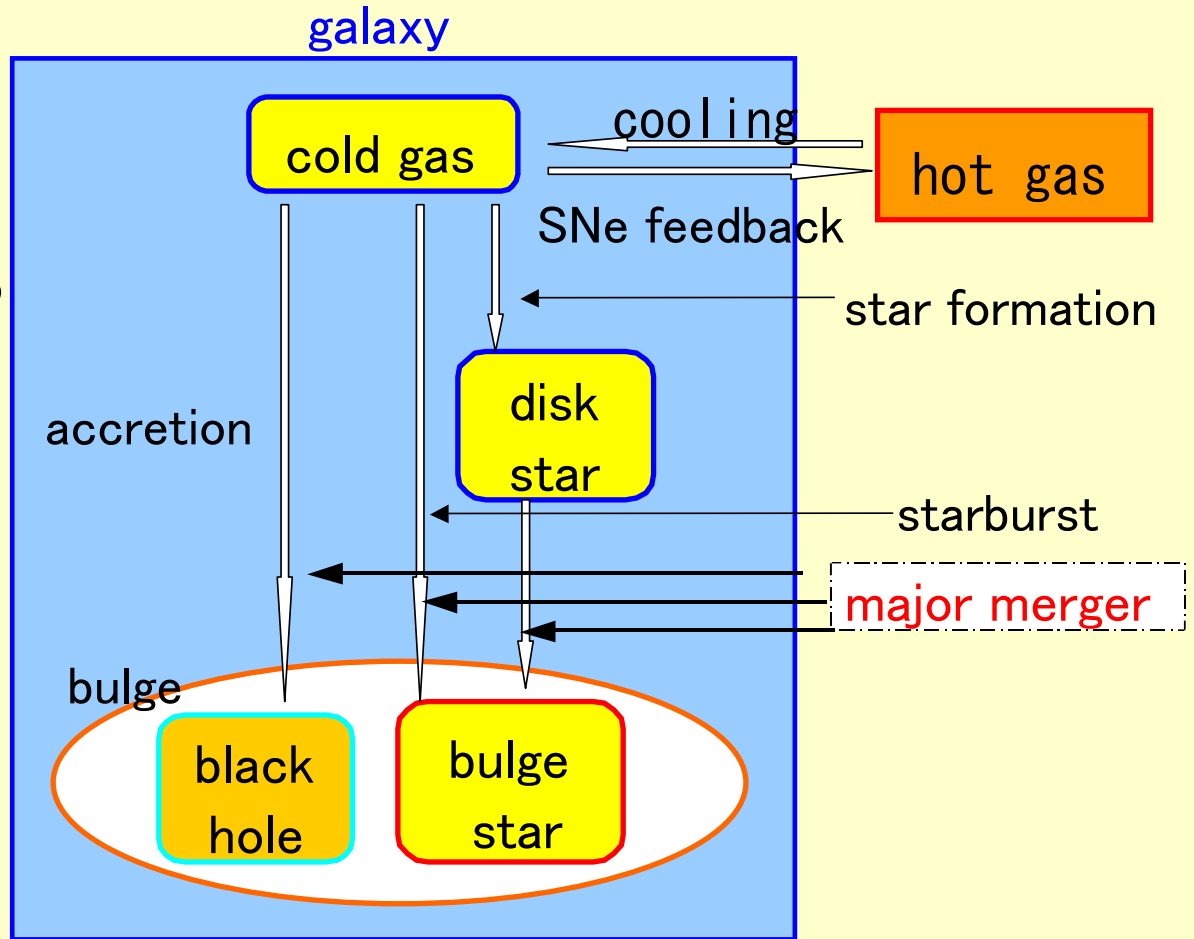 galaxy
cooling
cold gas
hot gas
SNe feedback
star formation
disk
star
accretion
starburst
major merger
bulge
black
hole
bulge
star